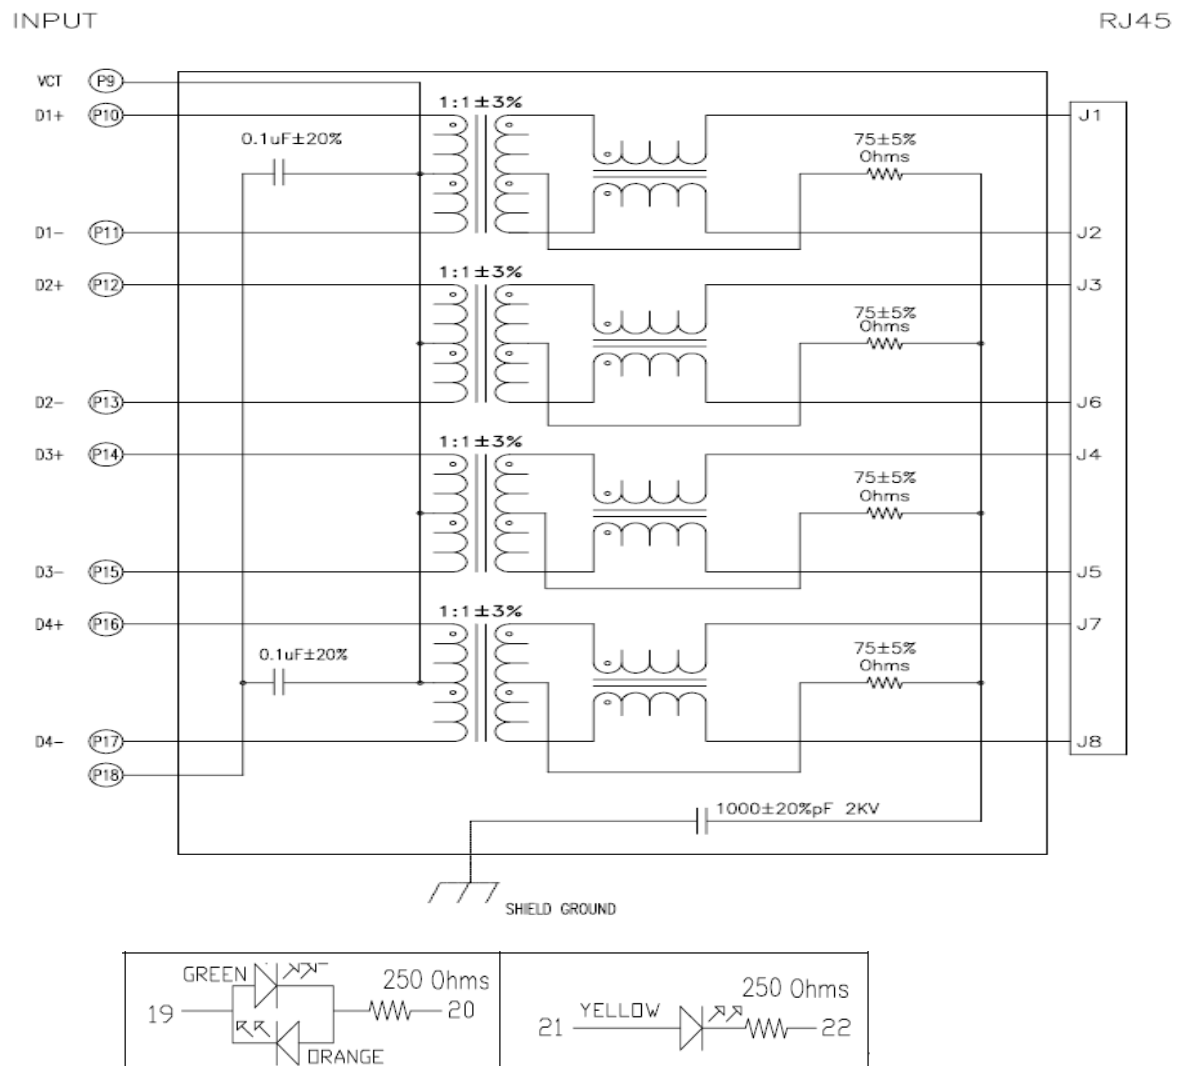 INPUT RJ45
VCT P9
1:1±3%
D1+ P10 J1
0.1uF±20% 75±5%
Ohms
D1- P11 J2
1:1±3%
D2+ P12 J3
75±5%
Ohms
D2- P13 J6
1:1±3%
D3+ P14 J4
75±5%
Ohms
D3- P15 J5
1:1±3%
D4+ P16 J7
0.1uF±20% 75±5%
Ohms
D4- P17 J8
P18
1000±20%pF 2KV
SHIELD GROUND
GREEN 250 Ohms
19 20
ORANGE
250 Ohms
21 YELLOW 22